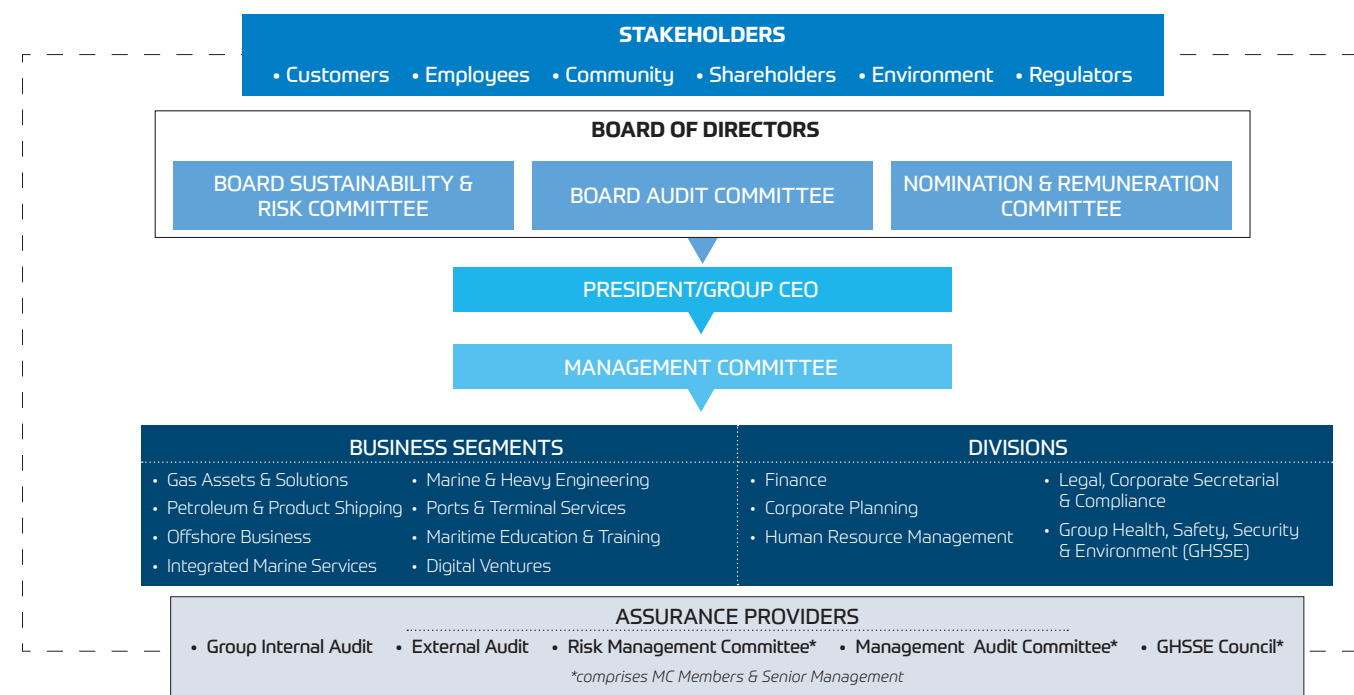 STAKEHOLDERS
• Customers • Employees • Community • Shareholders • Environment • Regulators
BOARD OF DIRECTORS
BOARD SUSTAINABILITY &
RISK COMMITTEE
BOARD AUDIT COMMITTEE
NOMINATION & REMUNERATION
COMMITTEE
PRESIDENT/GROUP CEO
MANAGEMENT COMMITTEE
BUSINESS SEGMENTS
• Gas Assets & Solutions
• Petroleum & Product Shipping
• Offshore Business
• Integrated Marine Services
• Marine & Heavy Engineering
• Ports & Terminal Services
• Maritime Education & Training
• Digital Ventures
DIVISIONS
• Finance
• Corporate Planning
• Human Resource Management
• Legal, Corporate Secretarial
& Compliance
• Group Health, Safety, Security
& Environment (GHSSE)
ASSURANCE PROVIDERS
• Group Internal Audit • External Audit • Risk Management Committee* • Management Audit Committee* • GHSSE Council*
*comprises MC Members & Senior Management